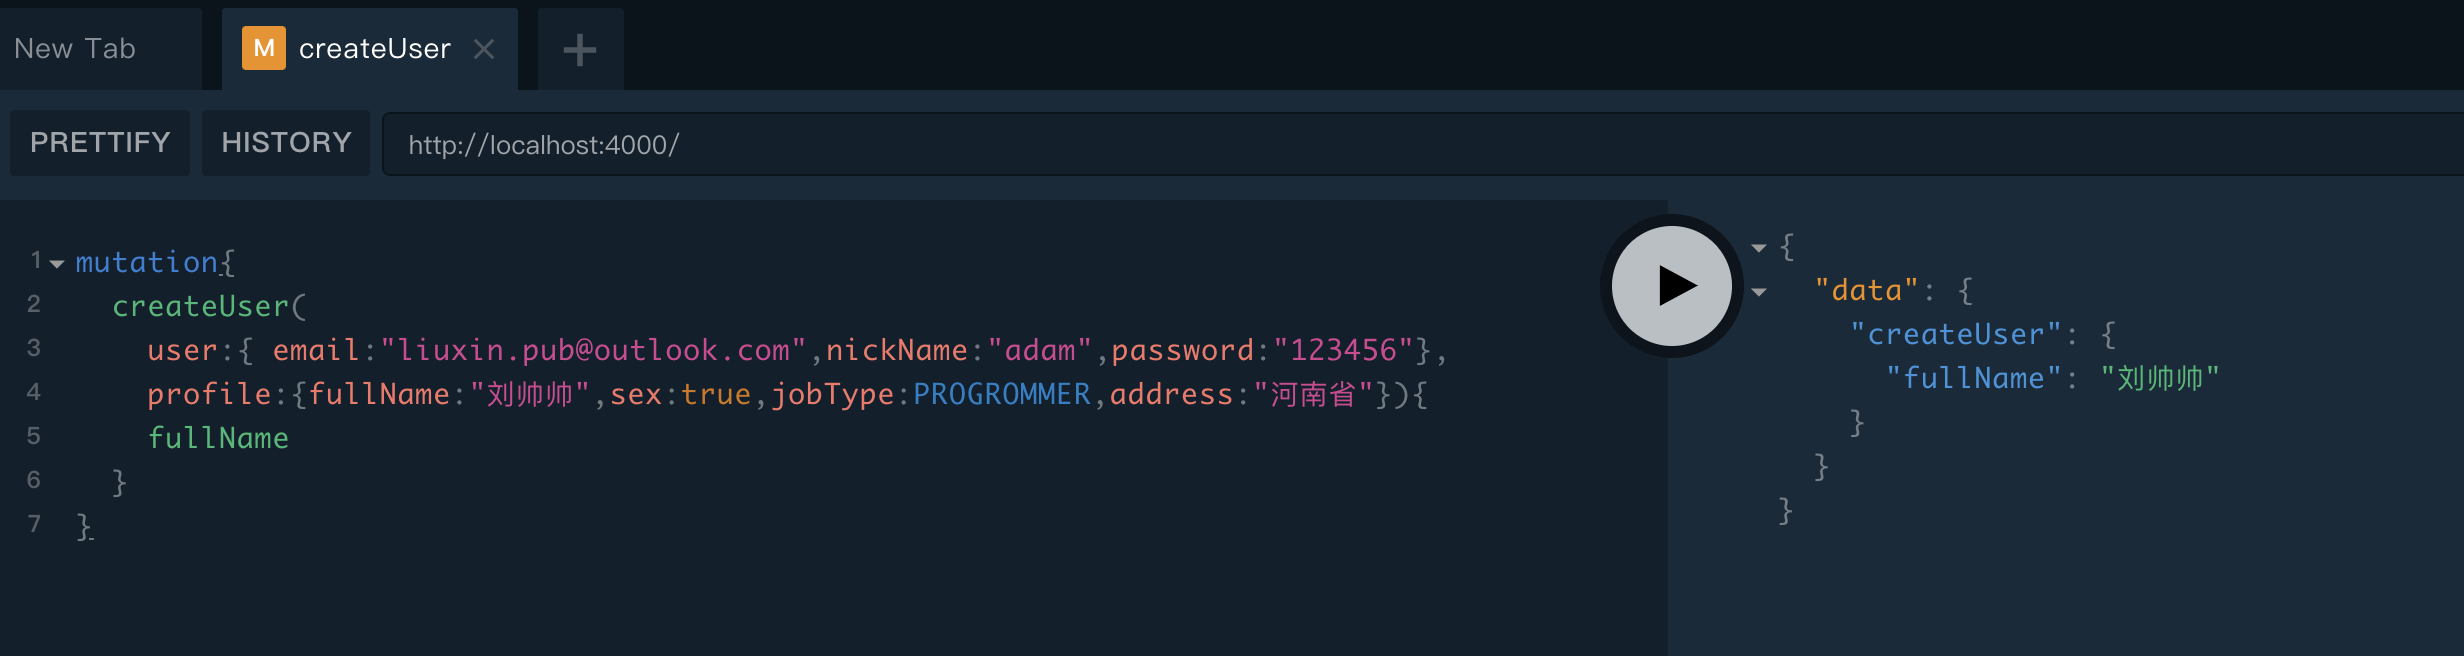 New Tab
M createUser
PRETTIFY HISTORY http://localhost:4000/
1 mutation{
2 createUser(
3 user:{ email:"liuxin.pub@outlook.com",nickName:"adam",password:"123456"},
4 profile:{fullName:"刘帅帅",sex:true,jobType:PROGROMMER,address:"河南省"}){
5 fullName
6 }
7 }
{
"data": {
"createUser": {
"fullName": "刘帅帅"
}
}
}